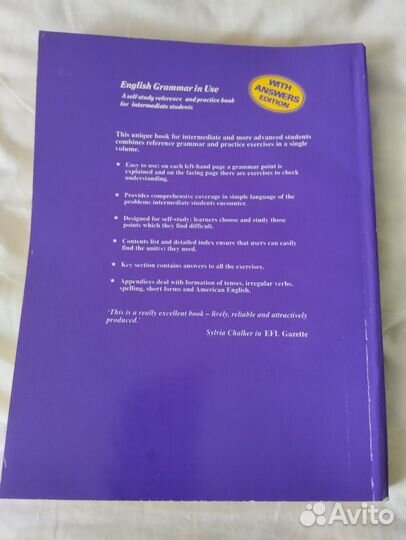 English Grammar in Use
A self-study reference and practice book
for intermediate students
WITH
ANSWERS
EDITION
This unique book for intermediate and more advanced students
combines reference grammar and practice exercises in a single
volume.
★ Easy to use: on each left-hand page a grammar point is
explained and on the facing page there are exercises to check
understanding.
★ Provides comprehensive coverage in simple language of the
problems intermediate students encounter.
★ Designed for self-study: learners choose and study those
points which they find difficult.
★ Contents list and detailed index ensure that users can easily
find the unit(s) they need.
★ Key section contains answers to all the exercises.
★ Appendices deal with formation of tenses, irregular verbs,
spelling, short forms and American English.
'This is a really excellent book – lively, reliable and attractively
produced.'
Sylvia Chalker in EFL Gazette
Avito